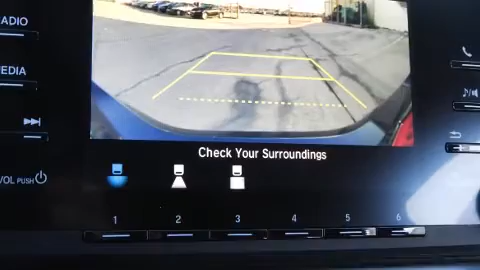 RADIO
MEDIA
VOL PUSH
Check Your Surroundings
1 2 3 4 5 6